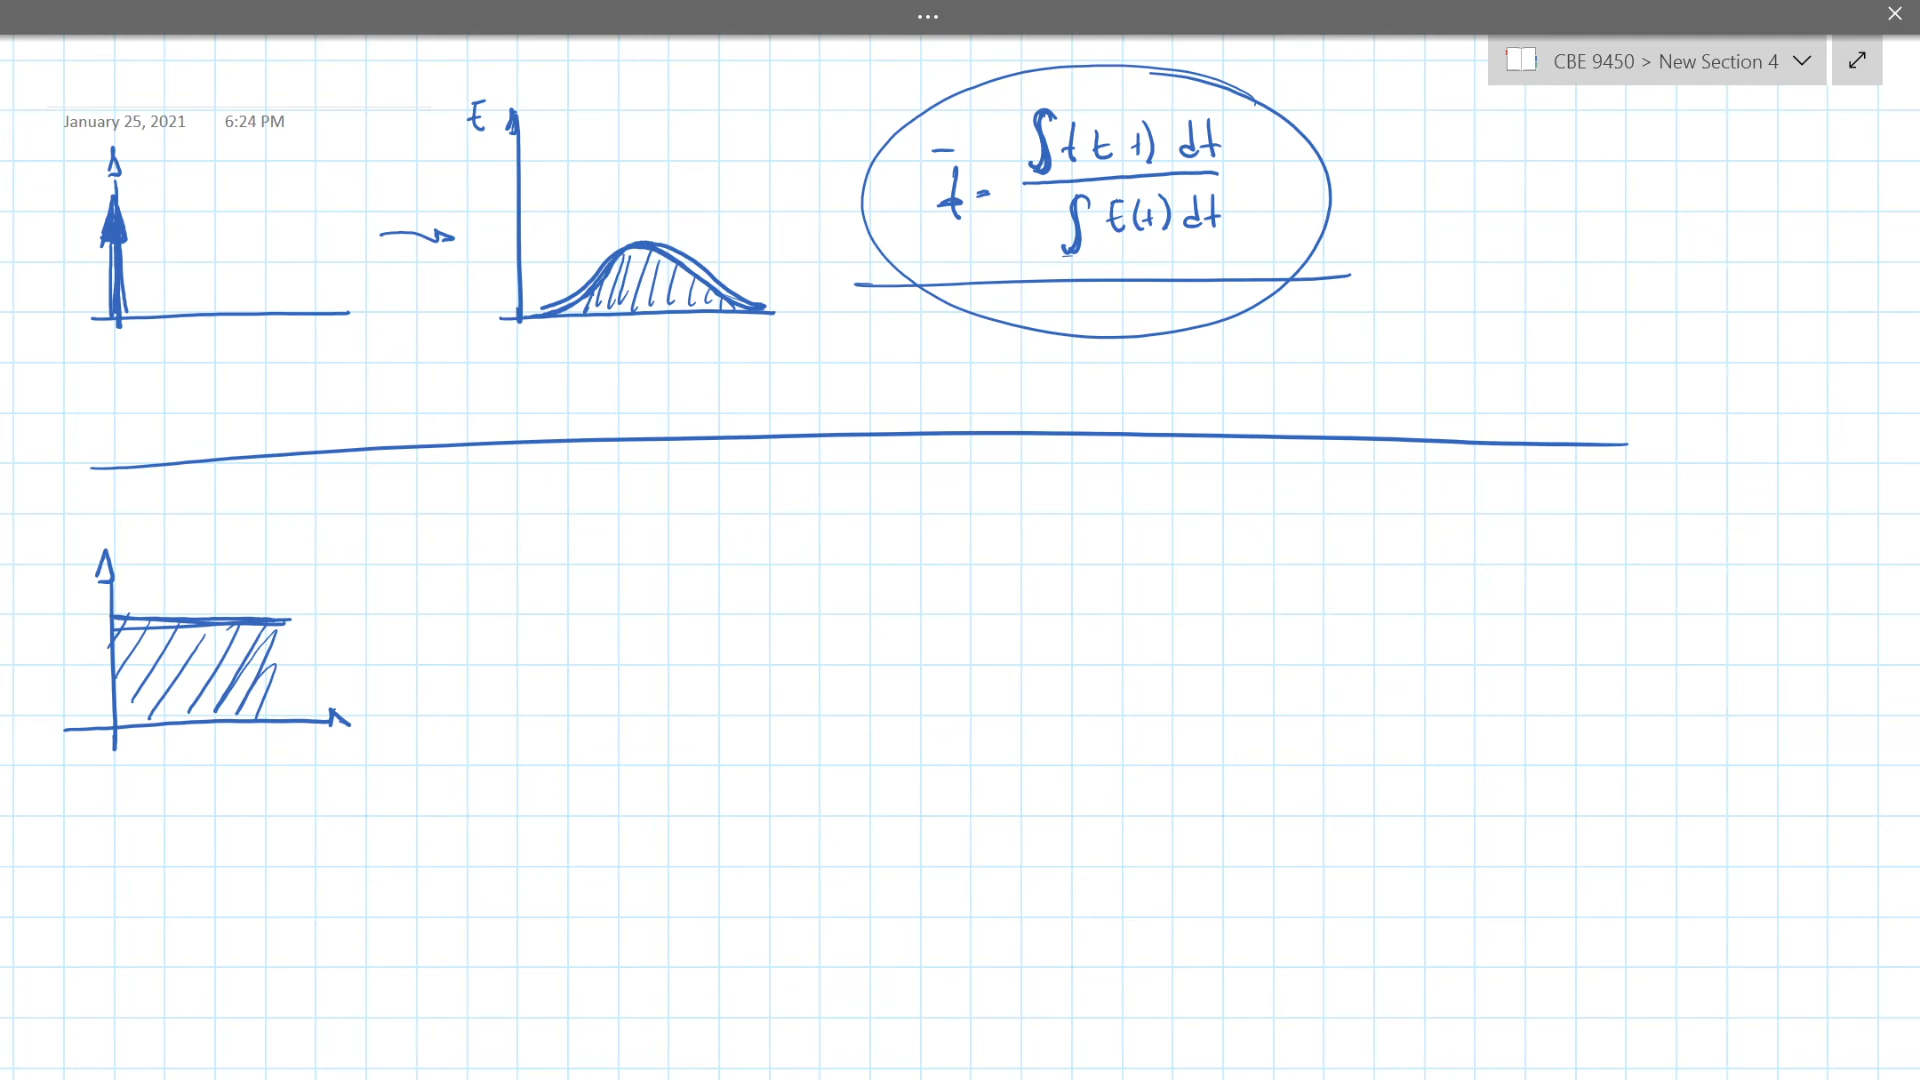 CBE 9450 > New Section 4
January 25, 2021 6:24 PM
E
t̄ = ∫ t E t) dt / ∫ E(t) dt